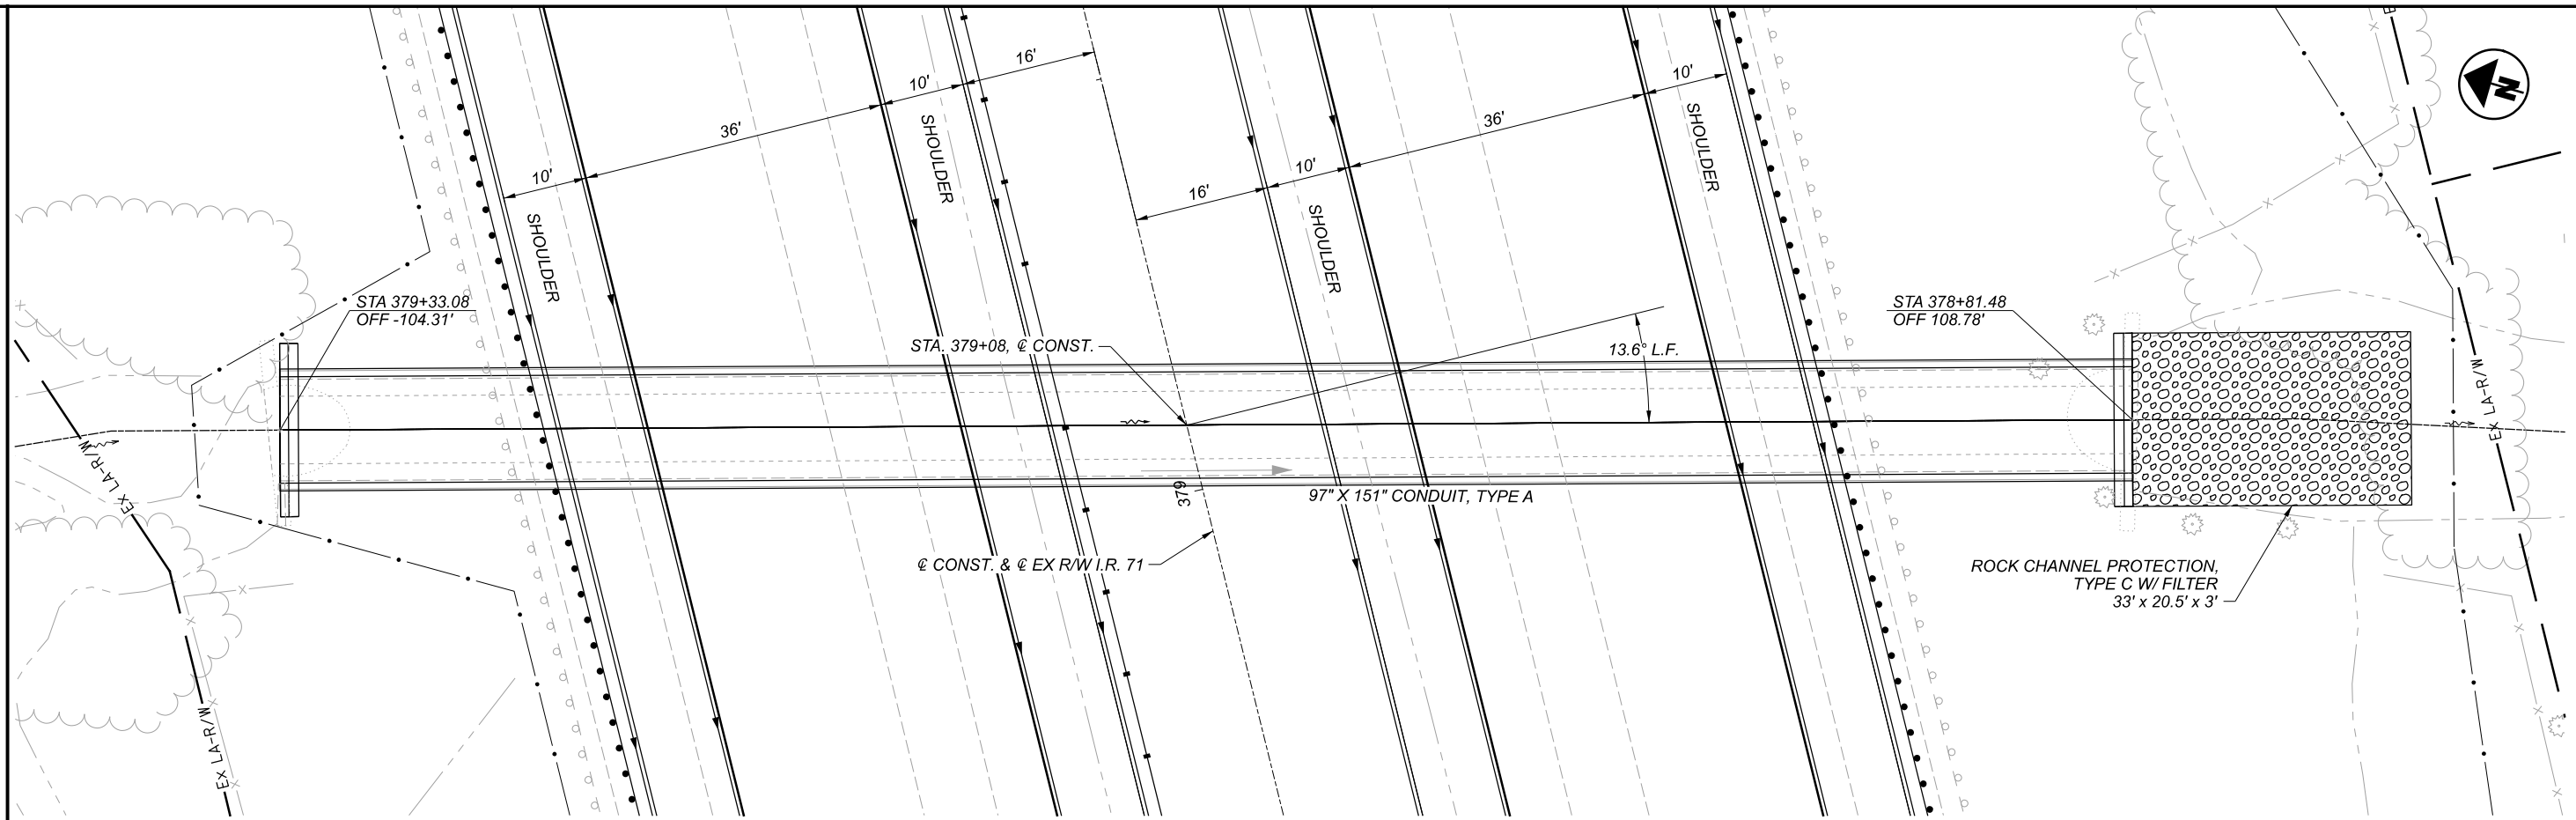 16'
10'
36'
10'
SHOULDER
SHOULDER
10'
36'
10'
16'
SHOULDER
SHOULDER
N
STA 379+33.08
OFF -104.31'
STA. 379+08, ℄ CONST.
13.6° L.F.
STA 378+81.48
OFF 108.78'
379
97" X 151" CONDUIT, TYPE A
℄ CONST. & ℄ EX R/W I.R. 71
ROCK CHANNEL PROTECTION,
TYPE C W/ FILTER
33' x 20.5' x 3'
Ex LA-R/W
Ex LA-R/W
Ex LA-R/W